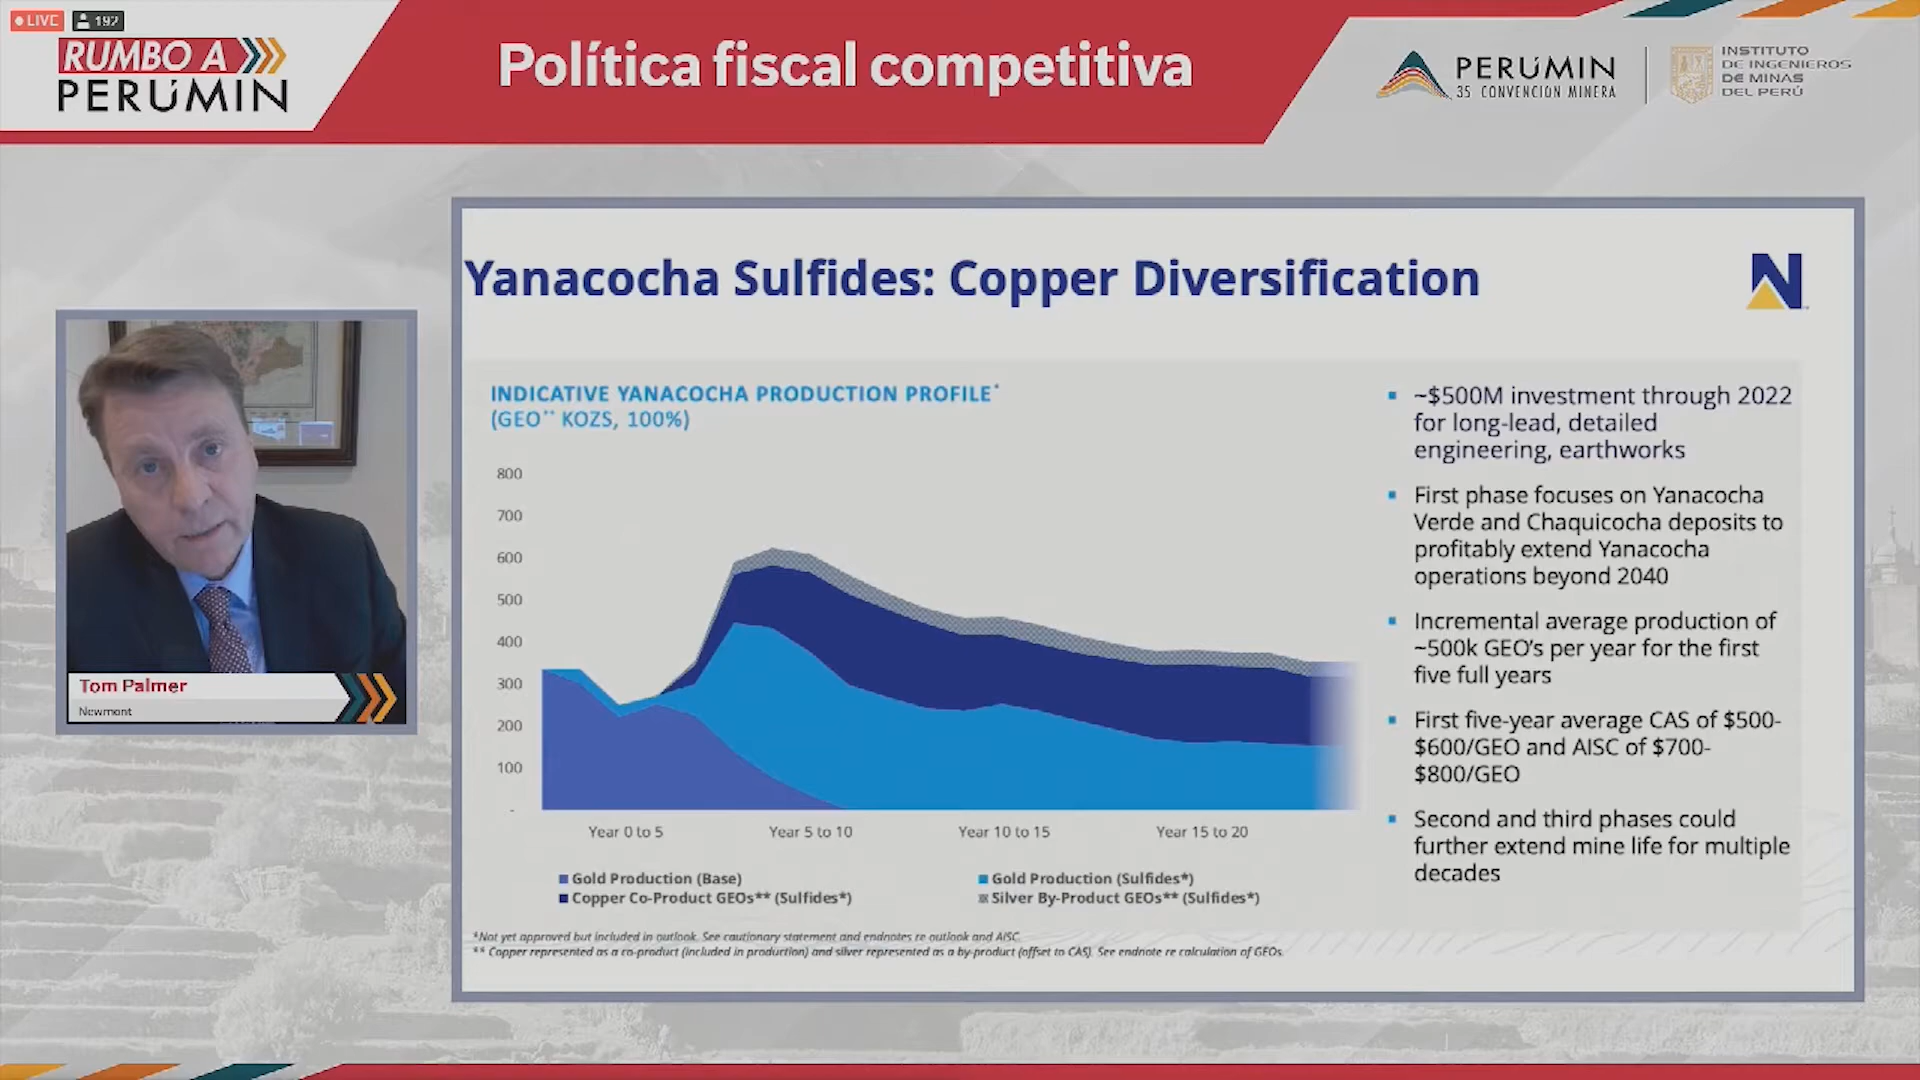 LIVE 192
RUMBO A
PERÚMIN
Política fiscal competitiva
PERÚMIN
35 CONVENCIÓN MINERA
INSTITUTO
DE INGENIEROS
DE MINAS
DEL PERÚ
Yanacocha Sulfides: Copper Diversification
N
INDICATIVE YANACOCHA PRODUCTION PROFILE*
(GEO** KOZS, 100%)
800
700
600
500
400
300
200
100
-
Year 0 to 5 Year 5 to 10 Year 10 to 15 Year 15 to 20
Gold Production (Base) Gold Production (Sulfides*)
Copper Co-Product GEOs** (Sulfides*) Silver By-Product GEOs** (Sulfides*)
*Not yet approved but included in outlook. See cautionary statement and endnotes re outlook and AISC.
** Copper represented as a co-product (included in production) and silver represented as a by-product (offset to CAS). See endnote re calculation of GEOs.
▪ ~$500M investment through 2022
for long-lead, detailed
engineering, earthworks
▪ First phase focuses on Yanacocha
Verde and Chaquicocha deposits to
profitably extend Yanacocha
operations beyond 2040
▪ Incremental average production of
~500k GEO's per year for the first
five full years
▪ First five-year average CAS of $500-
$600/GEO and AISC of $700-
$800/GEO
▪ Second and third phases could
further extend mine life for multiple
decades
Tom Palmer
Newmont